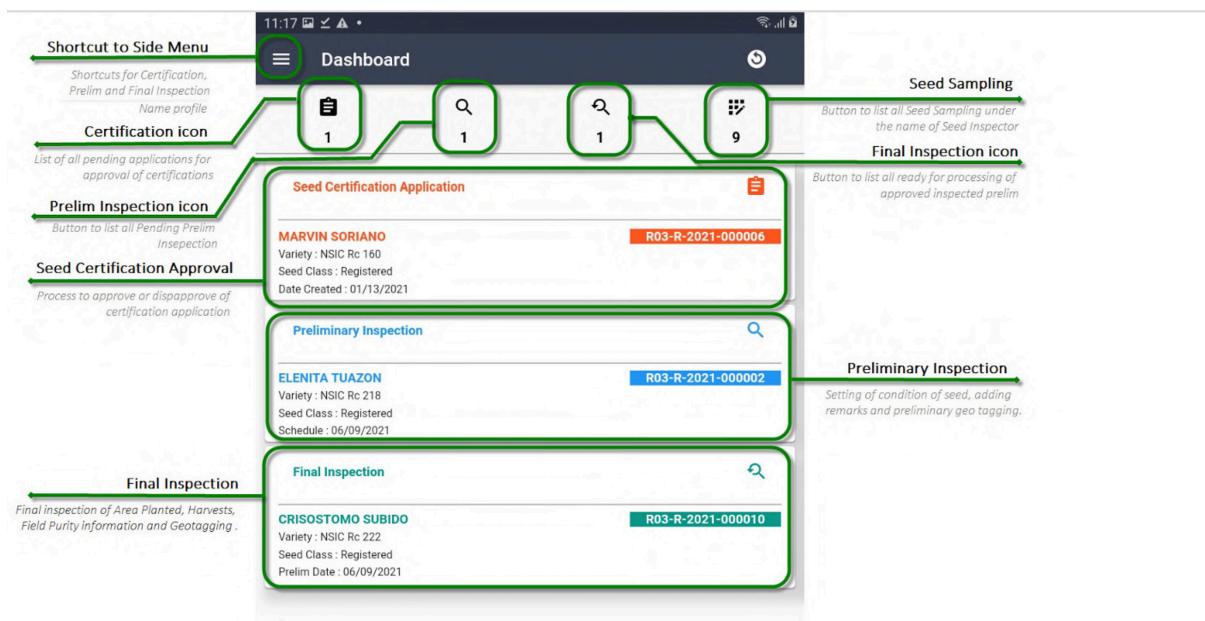 11:17
Dashboard
1
1
1
9
Shortcut to Side Menu
Shortcuts for Certification,
Prelim and Final Inspection
Name profile
Certification icon
List of all pending applications for
approval of certifications
Prelim Inspection icon
Button to list all Pending Prelim
Insepection
Seed Certification Approval
Process to approve or dispapprove of
certification application
Final Inspection
Final inspection of Area Planted, Harvests,
Field Purity information and Geotagging .
Seed Certification Application
MARVIN SORIANO
R03-R-2021-000006
Variety : NSIC Rc 160
Seed Class : Registered
Date Created : 01/13/2021
Preliminary Inspection
ELENITA TUAZON
R03-R-2021-000002
Variety : NSIC Rc 218
Seed Class : Registered
Schedule : 06/09/2021
Final Inspection
CRISOSTOMO SUBIDO
R03-R-2021-000010
Variety : NSIC Rc 222
Seed Class : Registered
Prelim Date : 06/09/2021
Seed Sampling
Button to list all Seed Sampling under
the name of Seed Inspector
Final Inspection icon
Button to list all ready for processing of
approved inspected prelim
Preliminary Inspection
Setting of condition of seed, adding
remarks and preliminary geo tagging.